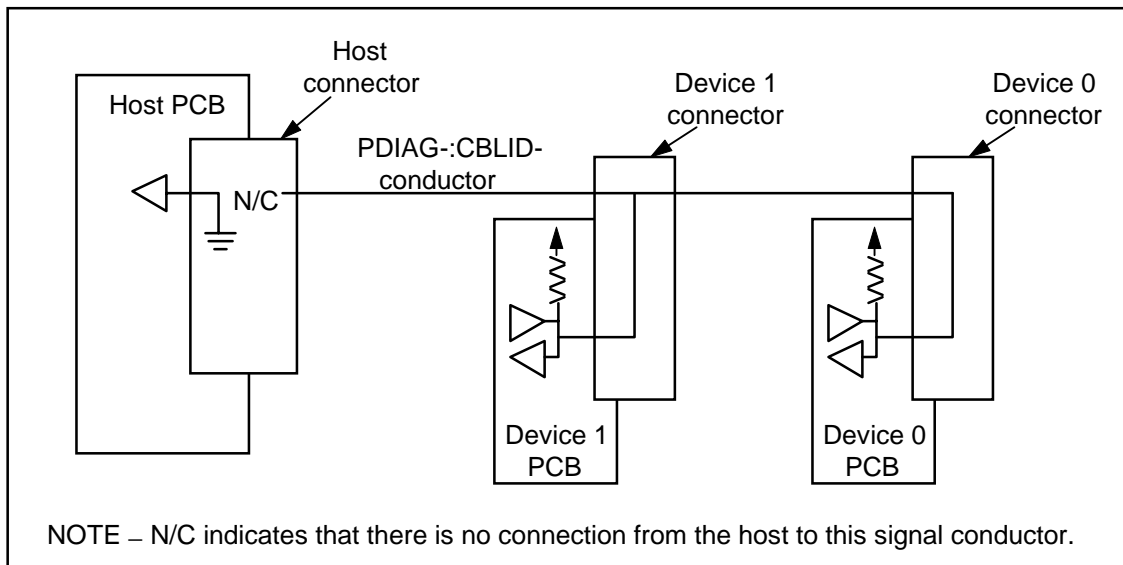 Host
connector
Host PCB
Device 1
connector
Device 0
connector
PDIAG-:CBLID-
conductor
N/C
Device 1
PCB
Device 0
PCB
NOTE – N/C indicates that there is no connection from the host to this signal conductor.